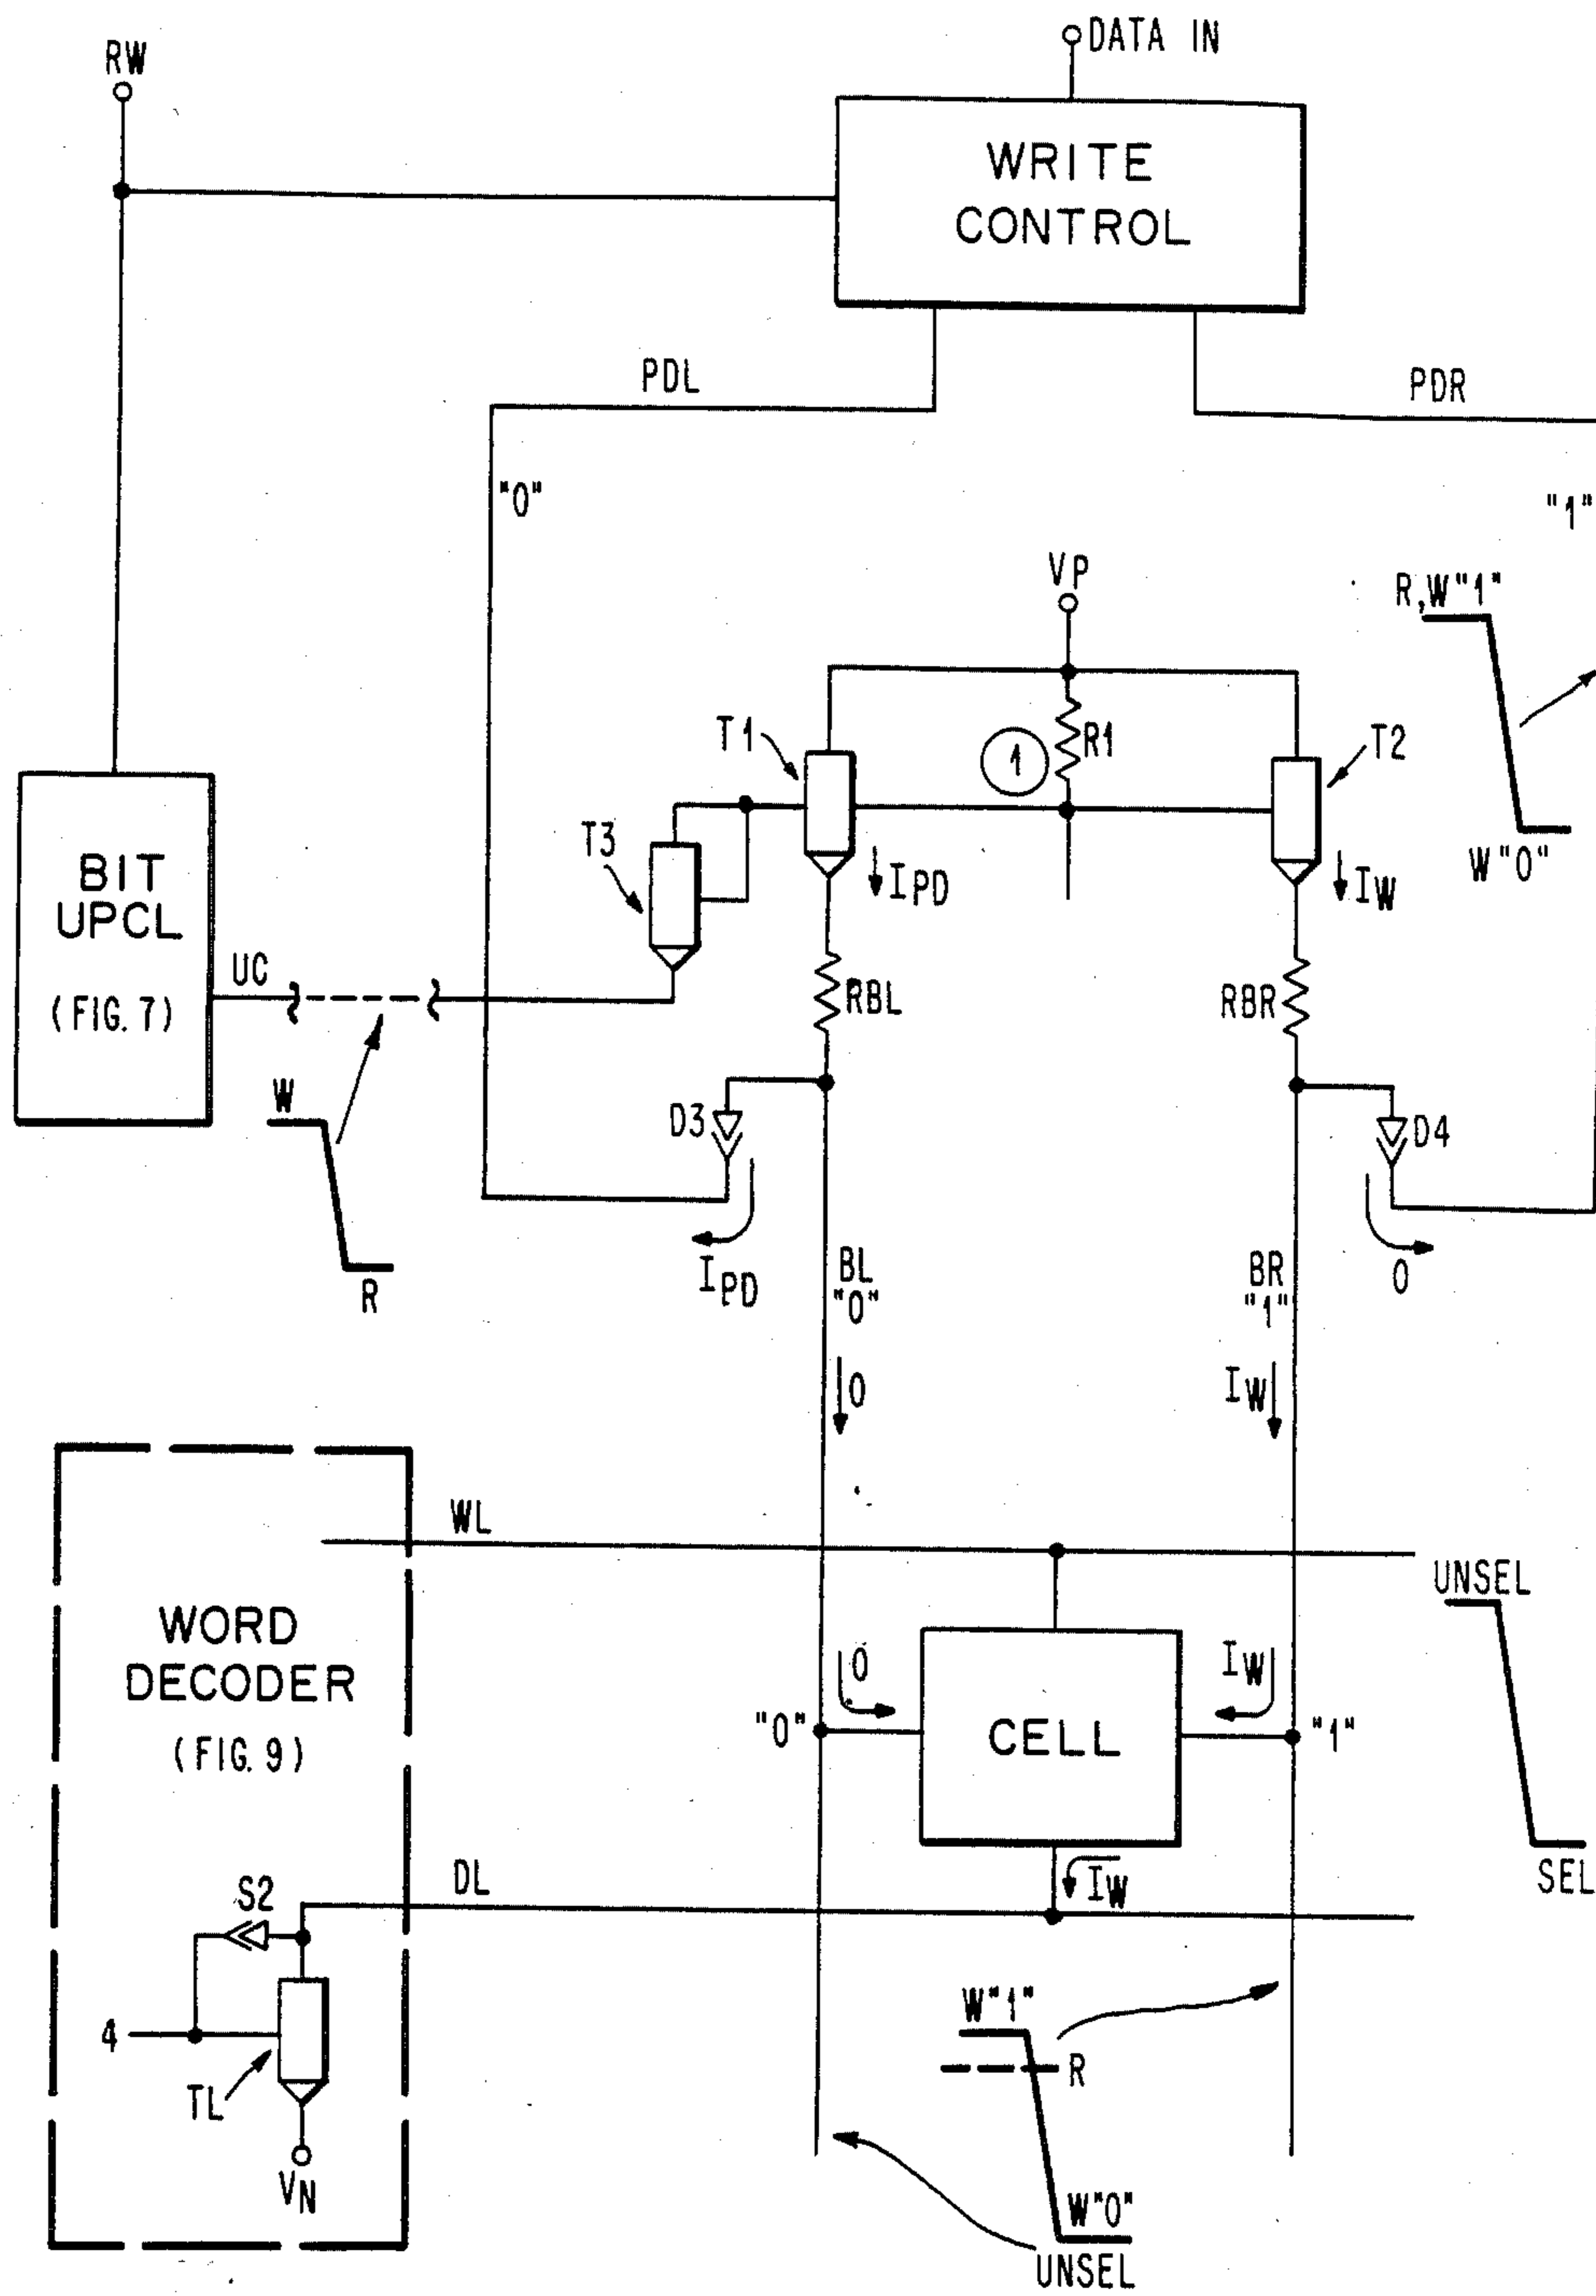 RW
DATA IN
WRITE
CONTROL
PDL
PDR
"0"
"1"
VP
R,W"1"
T1
1
R1
T2
T3
IPD
IW
W"0"
BIT
UPCL
(FIG. 7)
UC
RBL
RBR
W
R
D3
D4
IPD
0
BL
"0"
BR
"1"
0
IW
WL
UNSEL
WORD
DECODER
(FIG. 9)
0
IW
"0"
CELL
"1"
S2
DL
IW
SEL
4
TL
VN
W"1"
R
W"0"
UNSEL